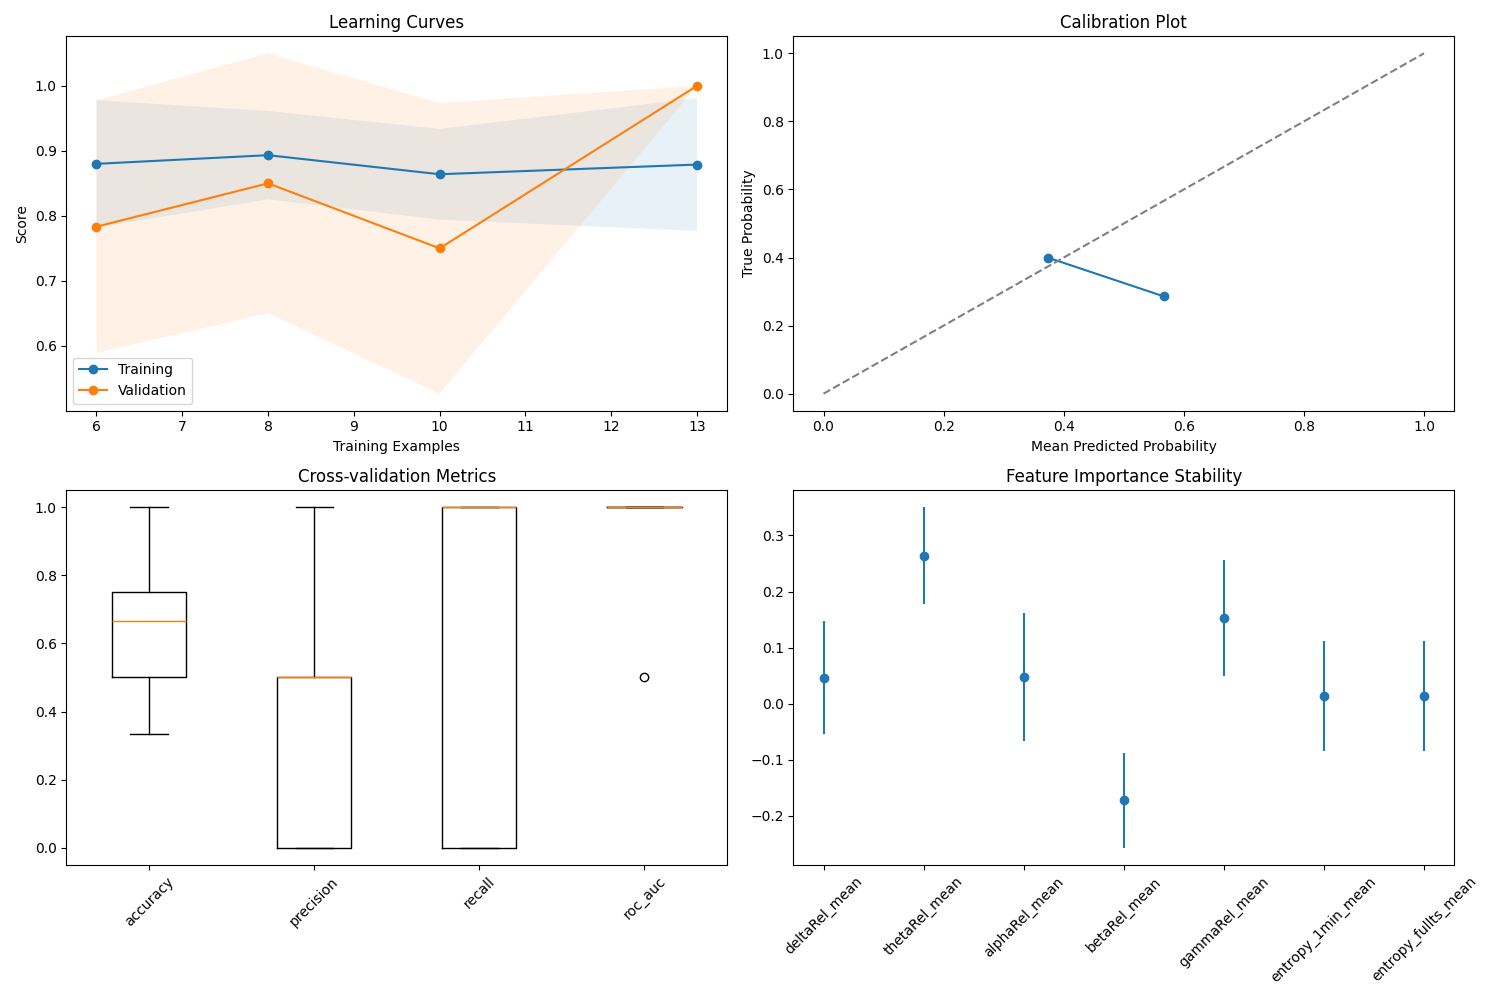 Learning Curves
Score
1.0
0.9
0.8
0.7
0.6
Training
Validation
6 7 8 9 10 11 12 13
Training Examples
Calibration Plot
True Probability
1.0
0.8
0.6
0.4
0.2
0.0
0.0 0.2 0.4 0.6 0.8 1.0
Mean Predicted Probability
Cross-validation Metrics
1.0
0.8
0.6
0.4
0.2
0.0
accuracy precision recall roc_auc
Feature Importance Stability
0.3
0.2
0.1
0.0
−0.1
−0.2
deltaRel_mean thetaRel_mean alphaRel_mean betaRel_mean gammaRel_mean entropy_1min_mean entropy_fullts_mean